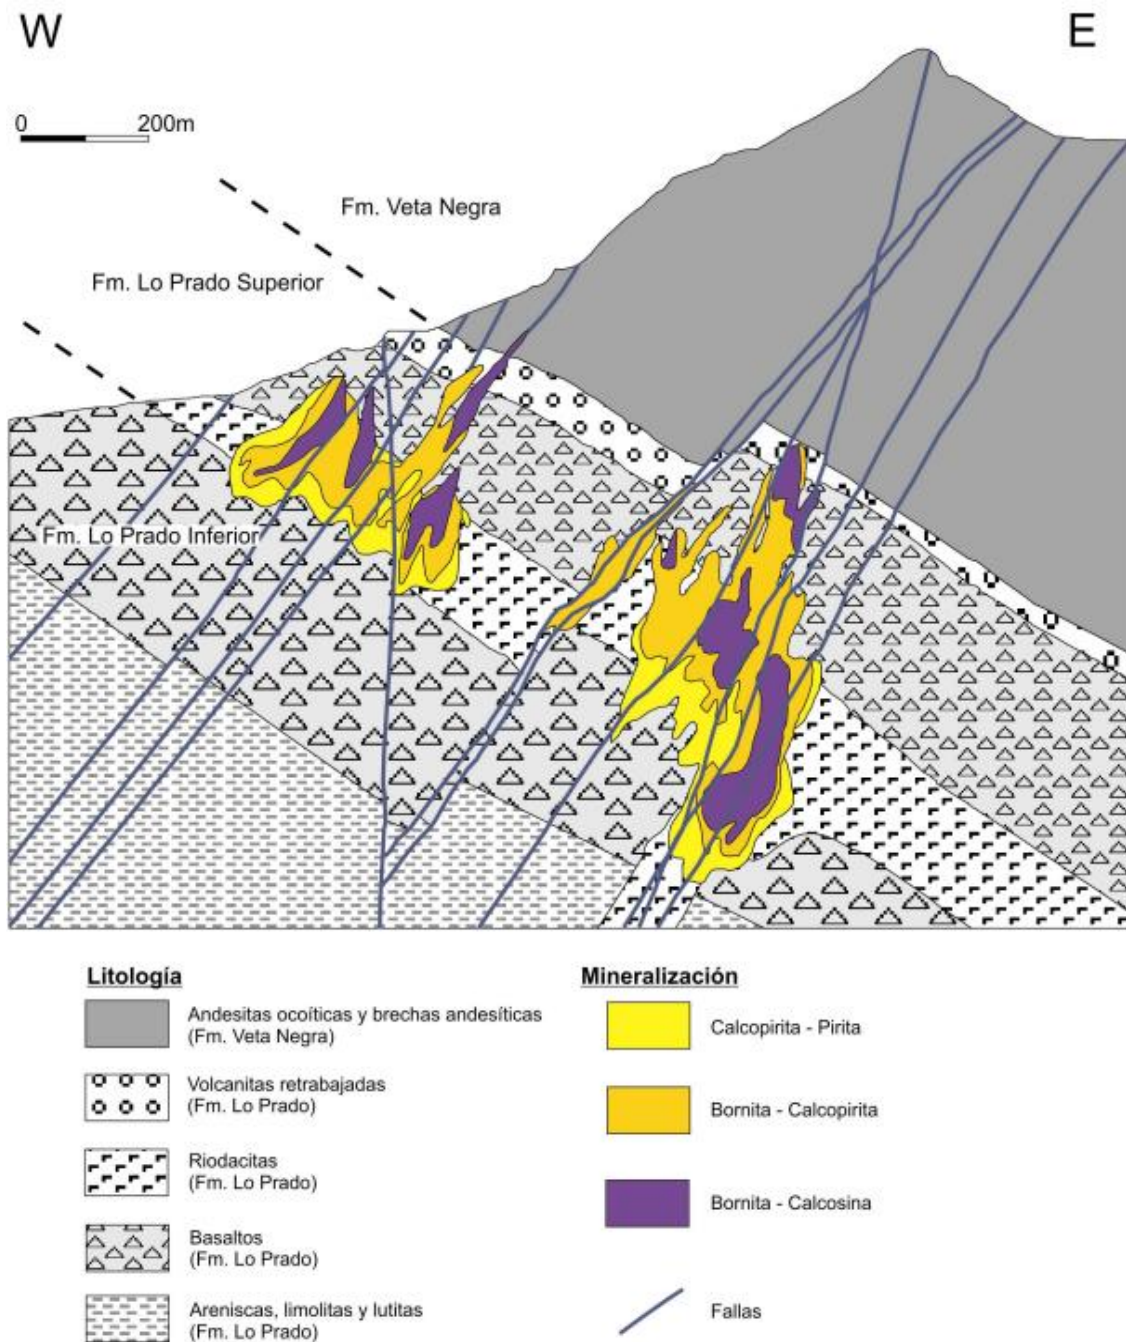 W
E
0 200m
Fm. Veta Negra
Fm. Lo Prado Superior
Fm. Lo Prado Inferior
Litología
Andesitas ocoíticas y brechas andesíticas
(Fm. Veta Negra)
Volcanitas retrabajadas
(Fm. Lo Prado)
Riodacitas
(Fm. Lo Prado)
Basaltos
(Fm. Lo Prado)
Areniscas, limolitas y lutitas
(Fm. Lo Prado)
Mineralización
Calcopirita - Pirita
Bornita - Calcopirita
Bornita - Calcosina
Fallas